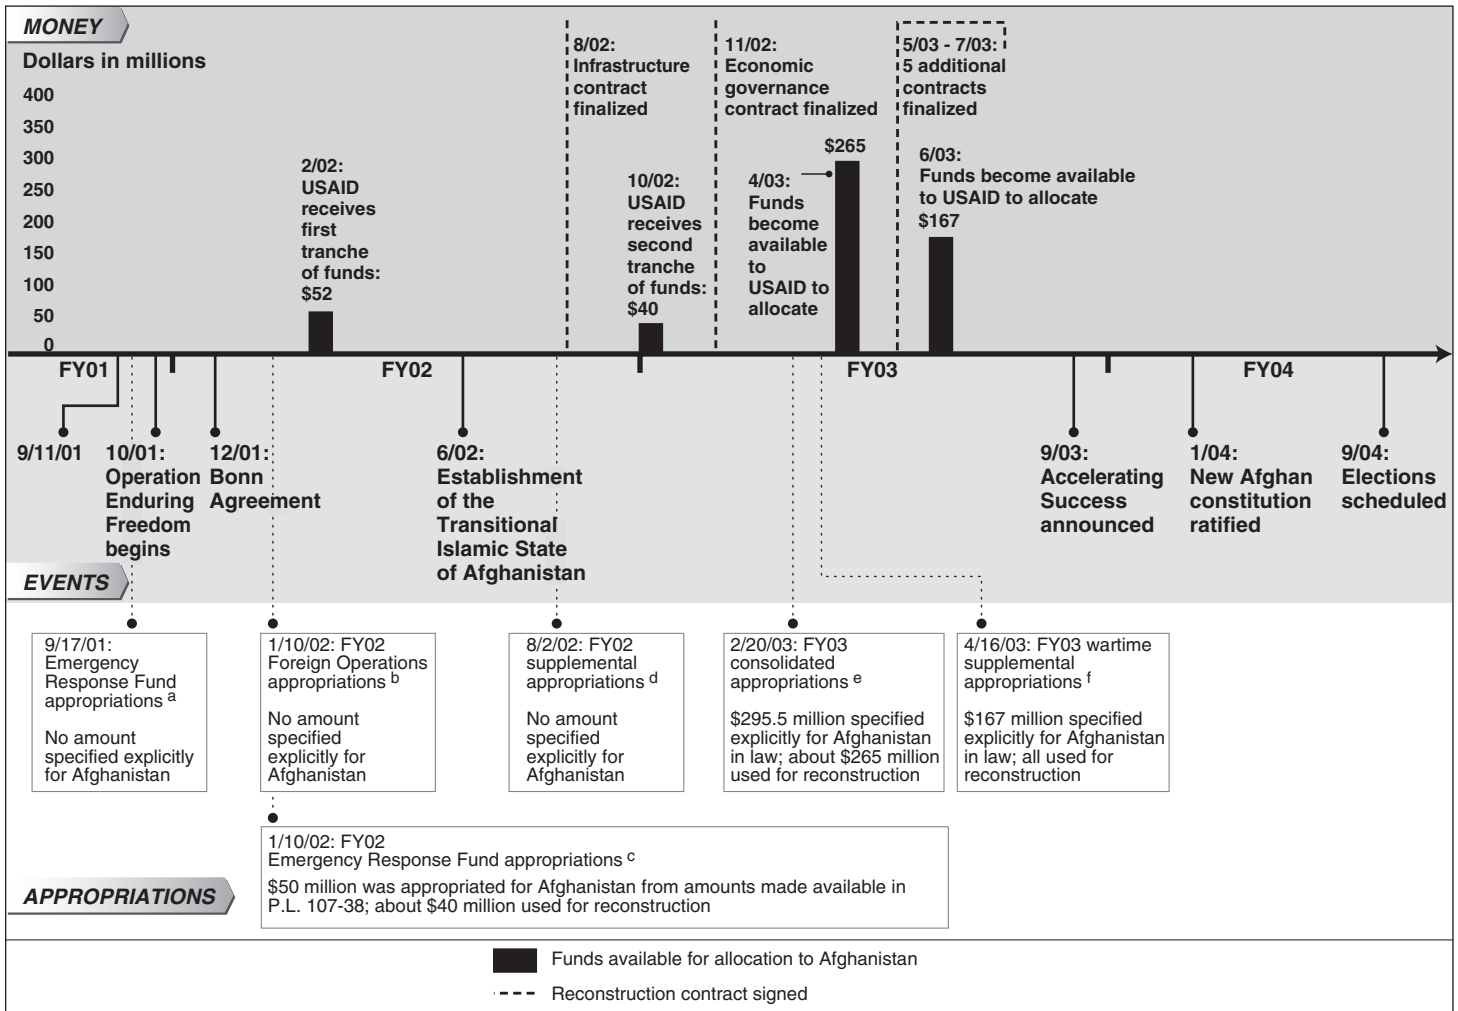 MONEY
Dollars in millions
400
350
300
250
200
150
100
50
0
2/02:
USAID
receives
first
tranche
of funds:
$52
8/02:
Infrastructure
contract
finalized
10/02:
USAID
receives
second
tranche
of funds:
$40
11/02:
Economic
governance
contract finalized
4/03:
Funds
become
available
to
USAID to
allocate
$265
5/03 - 7/03:
5 additional
contracts
finalized
6/03:
Funds become available
to USAID to allocate
$167
FY01
FY02
FY03
FY04
9/11/01
10/01:
Operation
Enduring
Freedom
begins
12/01:
Bonn
Agreement
6/02:
Establishment
of the
Transitional
Islamic State
of Afghanistan
9/03:
Accelerating
Success
announced
1/04:
New Afghan
constitution
ratified
9/04:
Elections
scheduled
EVENTS
9/17/01:
Emergency
Response Fund
appropriations a
No amount
specified explicitly
for Afghanistan
1/10/02: FY02
Foreign Operations
appropriations b
No amount
specified
explicitly for
Afghanistan
8/2/02: FY02
supplemental
appropriations d
No amount
specified
explicitly for
Afghanistan
2/20/03: FY03
consolidated
appropriations e
$295.5 million specified
explicitly for Afghanistan
in law; about $265 million
used for reconstruction
4/16/03: FY03 wartime
supplemental
appropriations f
$167 million specified
explicitly for Afghanistan
in law; all used for
reconstruction
1/10/02: FY02
Emergency Response Fund appropriations c
$50 million was appropriated for Afghanistan from amounts made available in
P.L. 107-38; about $40 million used for reconstruction
APPROPRIATIONS
Funds available for allocation to Afghanistan
Reconstruction contract signed